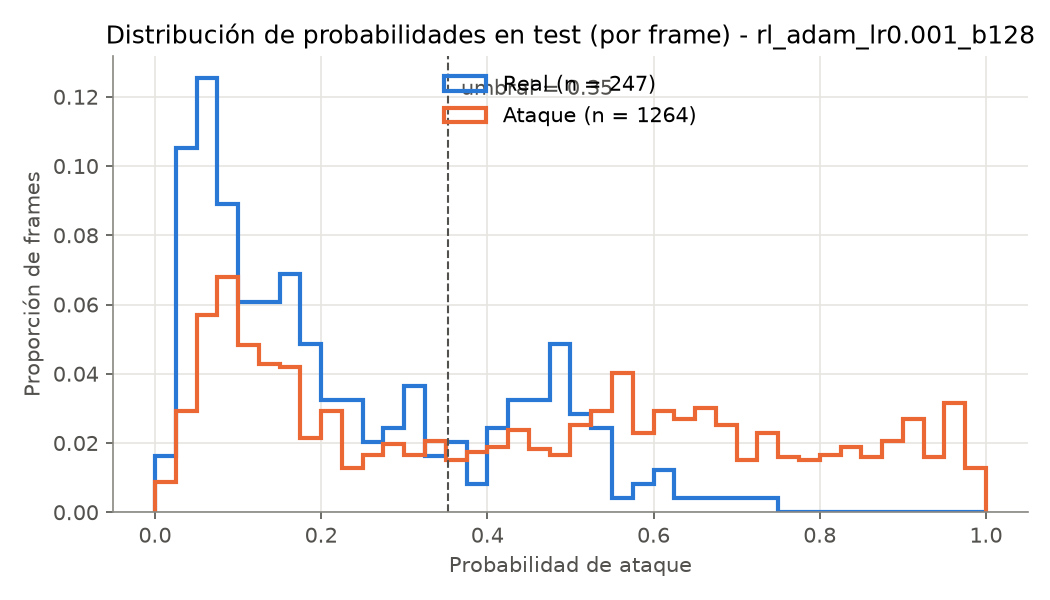 Distribución de probabilidades en test (por frame) - rl_adam_lr0.001_b128
Real (n = 247)
umbral = 0.35
Ataque (n = 1264)
Proporción de frames
0.12
0.10
0.08
0.06
0.04
0.02
0.00
0.0 0.2 0.4 0.6 0.8 1.0
Probabilidad de ataque